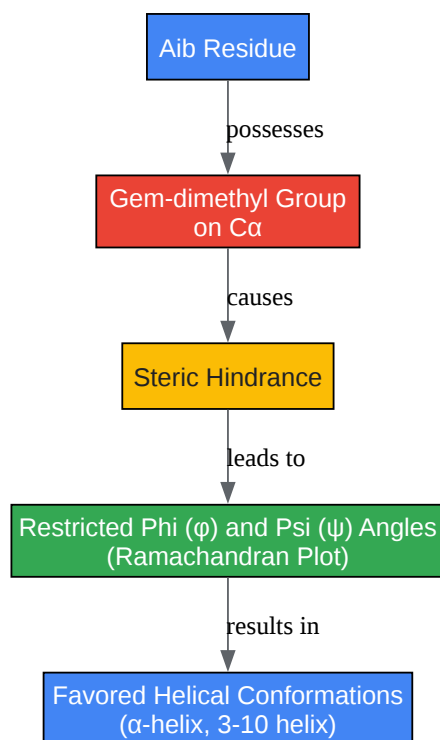 Aib Residue
possesses
Gem-dimethyl Group
on Cα
causes
Steric Hindrance
leads to
Restricted Phi (φ) and Psi (ψ) Angles
(Ramachandran Plot)
results in
Favored Helical Conformations
(α-helix, 3-10 helix)